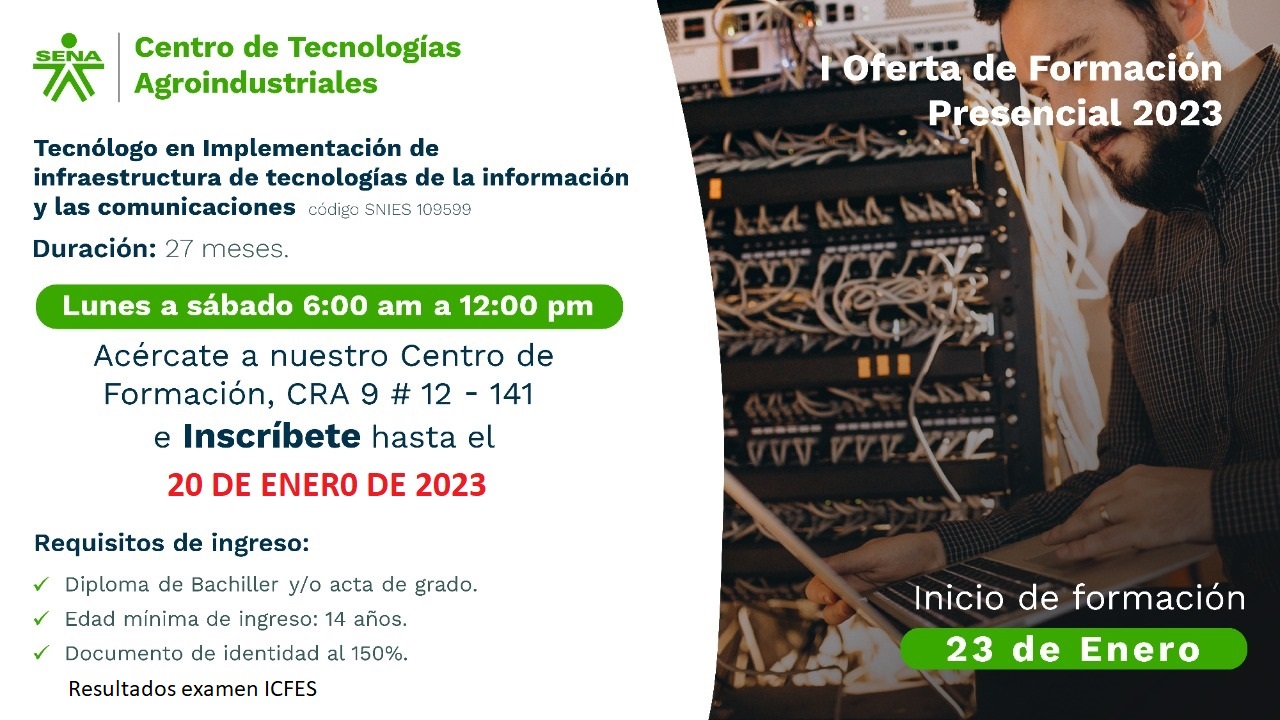 SENA
Centro de Tecnologías
Agroindustriales
I Oferta de Formación
Presencial 2023
Tecnólogo en Implementación de
infraestructura de tecnologías de la información
y las comunicaciones código SNIES 109599
Duración: 27 meses.
Lunes a sábado 6:00 am a 12:00 pm
Acércate a nuestro Centro de
Formación, CRA 9 # 12 - 141
e Inscríbete hasta el
20 DE ENER0 DE 2023
Requisitos de ingreso:
✓ Diploma de Bachiller y/o acta de grado.
✓ Edad mínima de ingreso: 14 años.
✓ Documento de identidad al 150%.
Resultados examen ICFES
Inicio de formación
23 de Enero